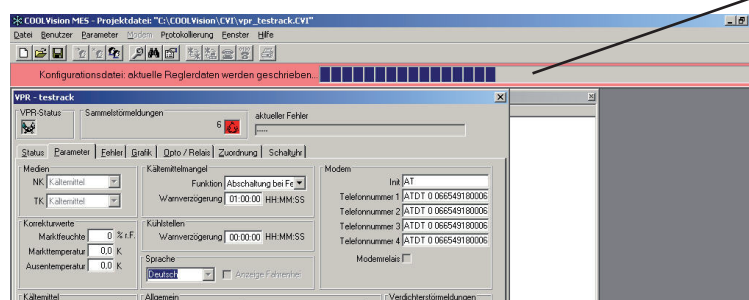 COOLVision MES - Projektdatei: "C:\COOLVision\CVI\vpr_testrack.CVI"
Datei Benutzer Parameter Modem Protokollierung Fenster Hilfe
Konfigurationsdatei: aktuelle Reglerdaten werden geschrieben...
VPR - testrack
VPR-Status Sammelstörmeldungen aktueller Fehler
6 -----
Status Parameter Fehler Grafik Opto / Relais Zuordnung Schaltuhr
Medien Kältemittelmangel Modem
NK Kältemittel Funktion Abschaltung bei Fe Init AT
TK Kältemittel Warnverzögerung 01:00:00 HH:MM:SS Telefonnummer 1 ATDT 0 066549180006
Telefonnummer 2 ATDT 0 066549180006
Korrekturwerte Kühlstellen Telefonnummer 3 ATDT 0 066549180006
Marktfeuchte 0 % r.F. Warnverzögerung 00:00:00 HH:MM:SS Telefonnummer 4 ATDT 0 066549180006
Markttemperatur 0,0 K Modemrelais
Aussentemperatur 0,0 K Sprache
Deutsch Anzeige Fahrenheit
Kältemittel Allgemein Verdichterstörmeldungen